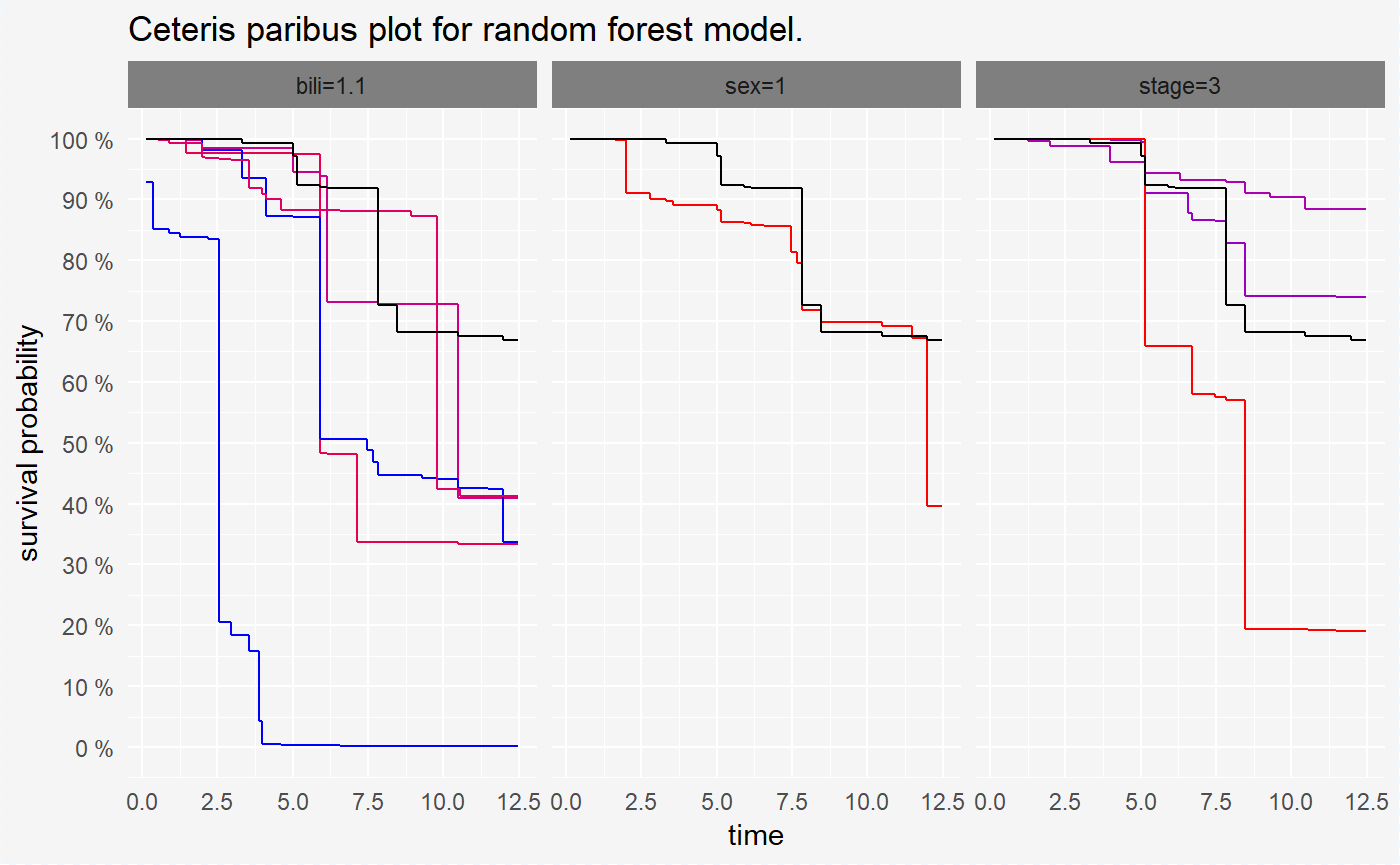 Ceteris paribus plot for random forest model.
bili=1.1 sex=1 stage=3
survival probability
100 %
90 %
80 %
70 %
60 %
50 %
40 %
30 %
20 %
10 %
0 %
0.0 2.5 5.0 7.5 10.0 12.5 0.0 2.5 5.0 7.5 10.0 12.5 0.0 2.5 5.0 7.5 10.0 12.5
time